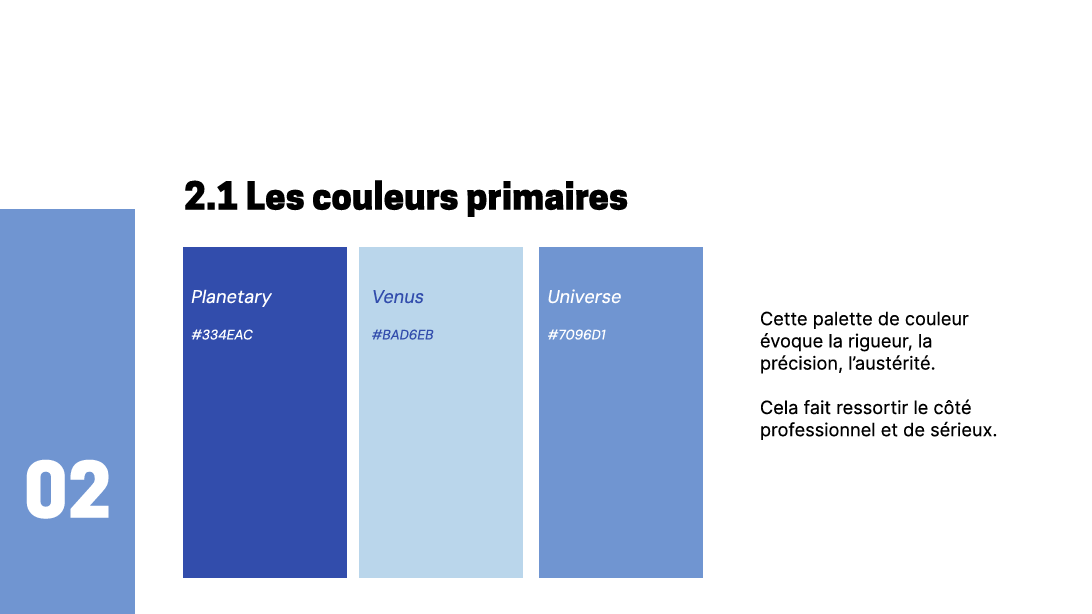 2.1 Les couleurs primaires
Planetary
#334EAC
Venus
#BAD6EB
Universe
#7096D1
Cette palette de couleur
évoque la rigueur, la
précision, l'austérité.
Cela fait ressortir le côté
professionnel et de sérieux.
02